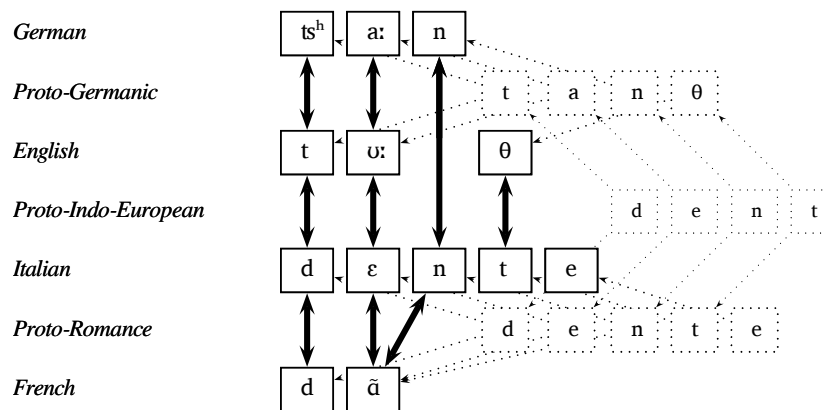 German tsʰ aː n
Proto-Germanic t a n θ
English t ʊː θ
Proto-Indo-European d e n t
Italian d ɛ n t e
Proto-Romance d e n t e
French d ɑ̃